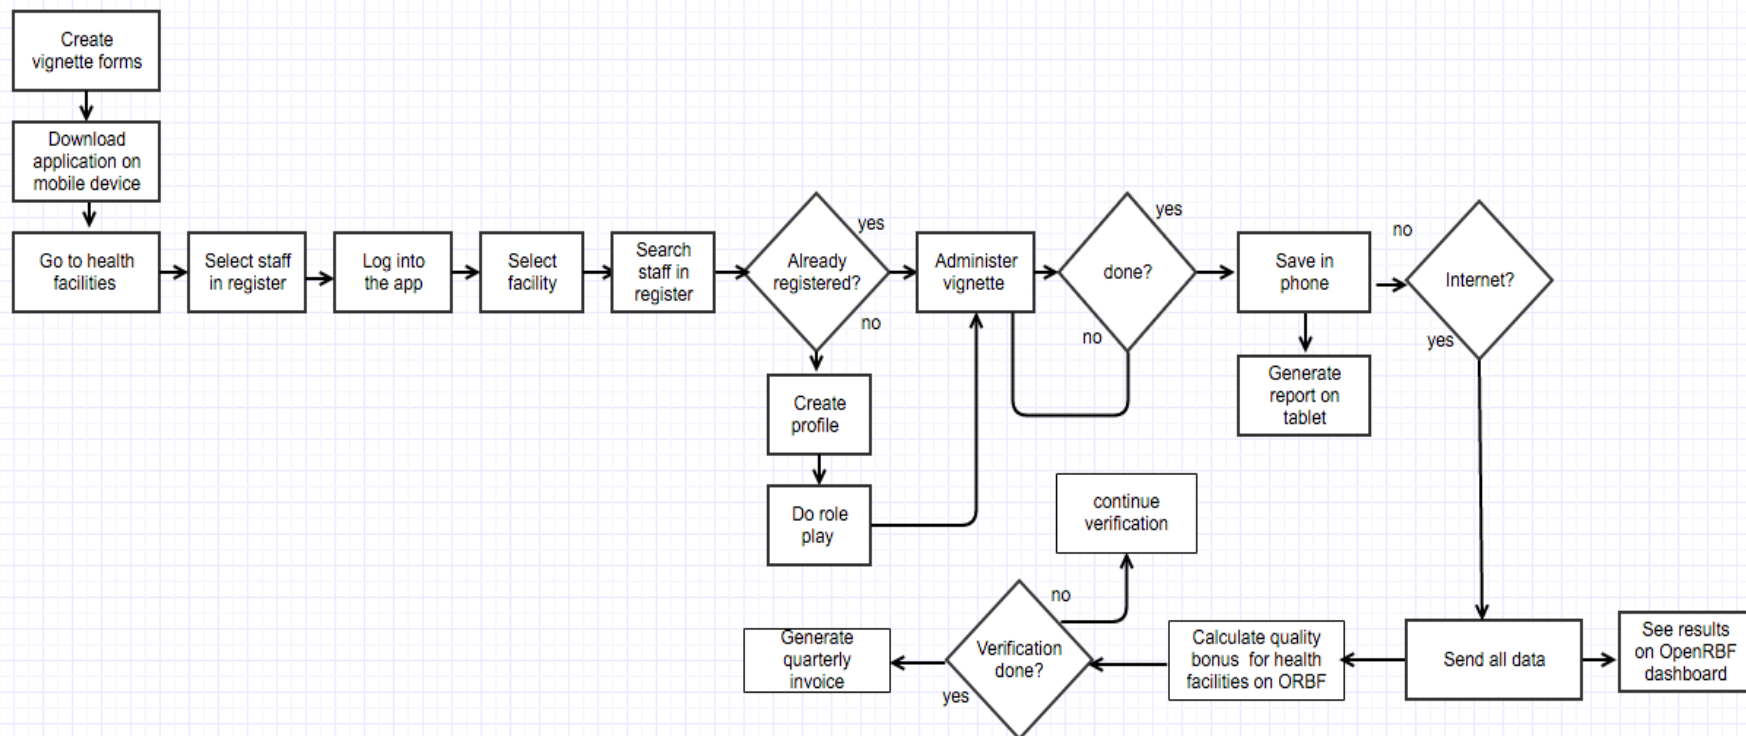 Create
vignette forms
Download
application on
mobile device
Go to health
facilities
Select staff
in register
Log into
the app
Select
facility
Search
staff in
register
Already
registered?
yes
no
Create
profile
Do role
play
Administer
vignette
done?
yes
no
Save in
phone
Generate
report on
tablet
no
Internet?
yes
Send all data
See results
on OpenRBF
dashboard
Calculate quality
bonus for health
facilities on ORBF
Verification
done?
no
continue
verification
yes
Generate
quarterly
invoice